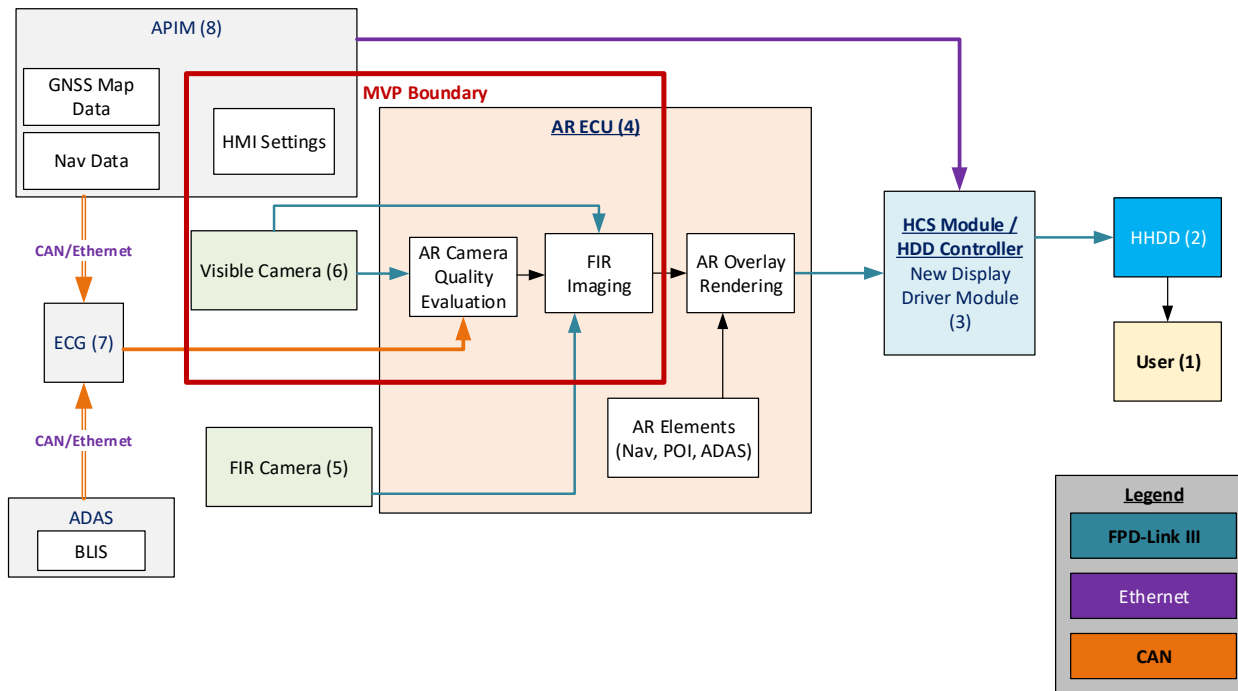 APIM (8)
GNSS Map
Data
Nav Data
HMI Settings
MVP Boundary
AR ECU (4)
CAN/Ethernet
Visible Camera (6)
AR Camera
Quality
Evaluation
FIR
Imaging
AR Overlay
Rendering
HCS Module /
HDD Controller
New Display
Driver Module
(3)
HHDD (2)
User (1)
ECG (7)
CAN/Ethernet
FIR Camera (5)
AR Elements
(Nav, POI, ADAS)
ADAS
BLIS
Legend
FPD-Link III
Ethernet
CAN